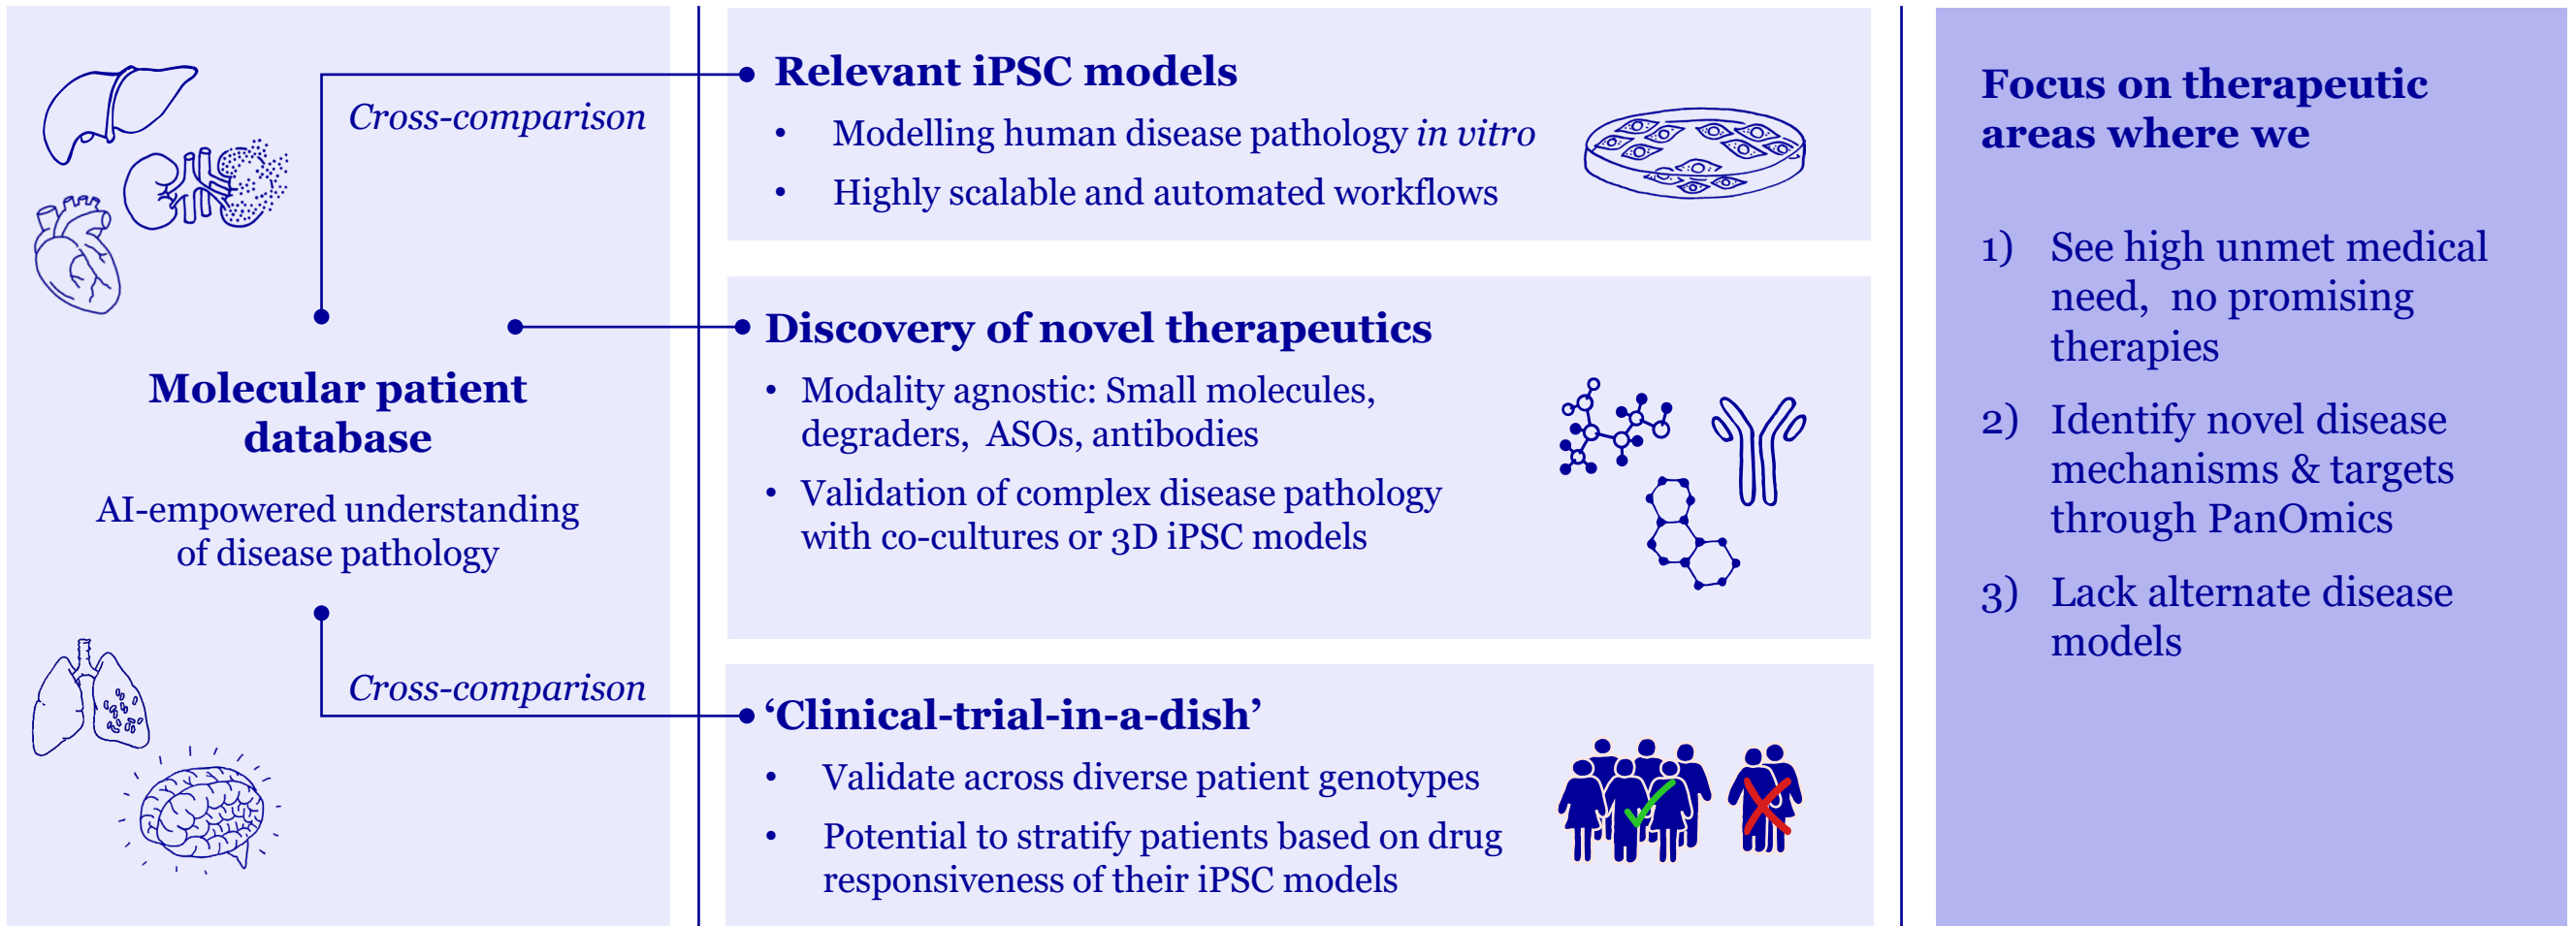 Cross-comparison
Molecular patient
database
AI-empowered understanding
of disease pathology
Cross-comparison
Relevant iPSC models
• Modelling human disease pathology in vitro
• Highly scalable and automated workflows
Discovery of novel therapeutics
• Modality agnostic: Small molecules,
degraders, ASOs, antibodies
• Validation of complex disease pathology
with co-cultures or 3D iPSC models
‘Clinical-trial-in-a-dish’
• Validate across diverse patient genotypes
• Potential to stratify patients based on drug
responsiveness of their iPSC models
Focus on therapeutic
areas where we
1) See high unmet medical
need, no promising
therapies
2) Identify novel disease
mechanisms & targets
through PanOmics
3) Lack alternate disease
models